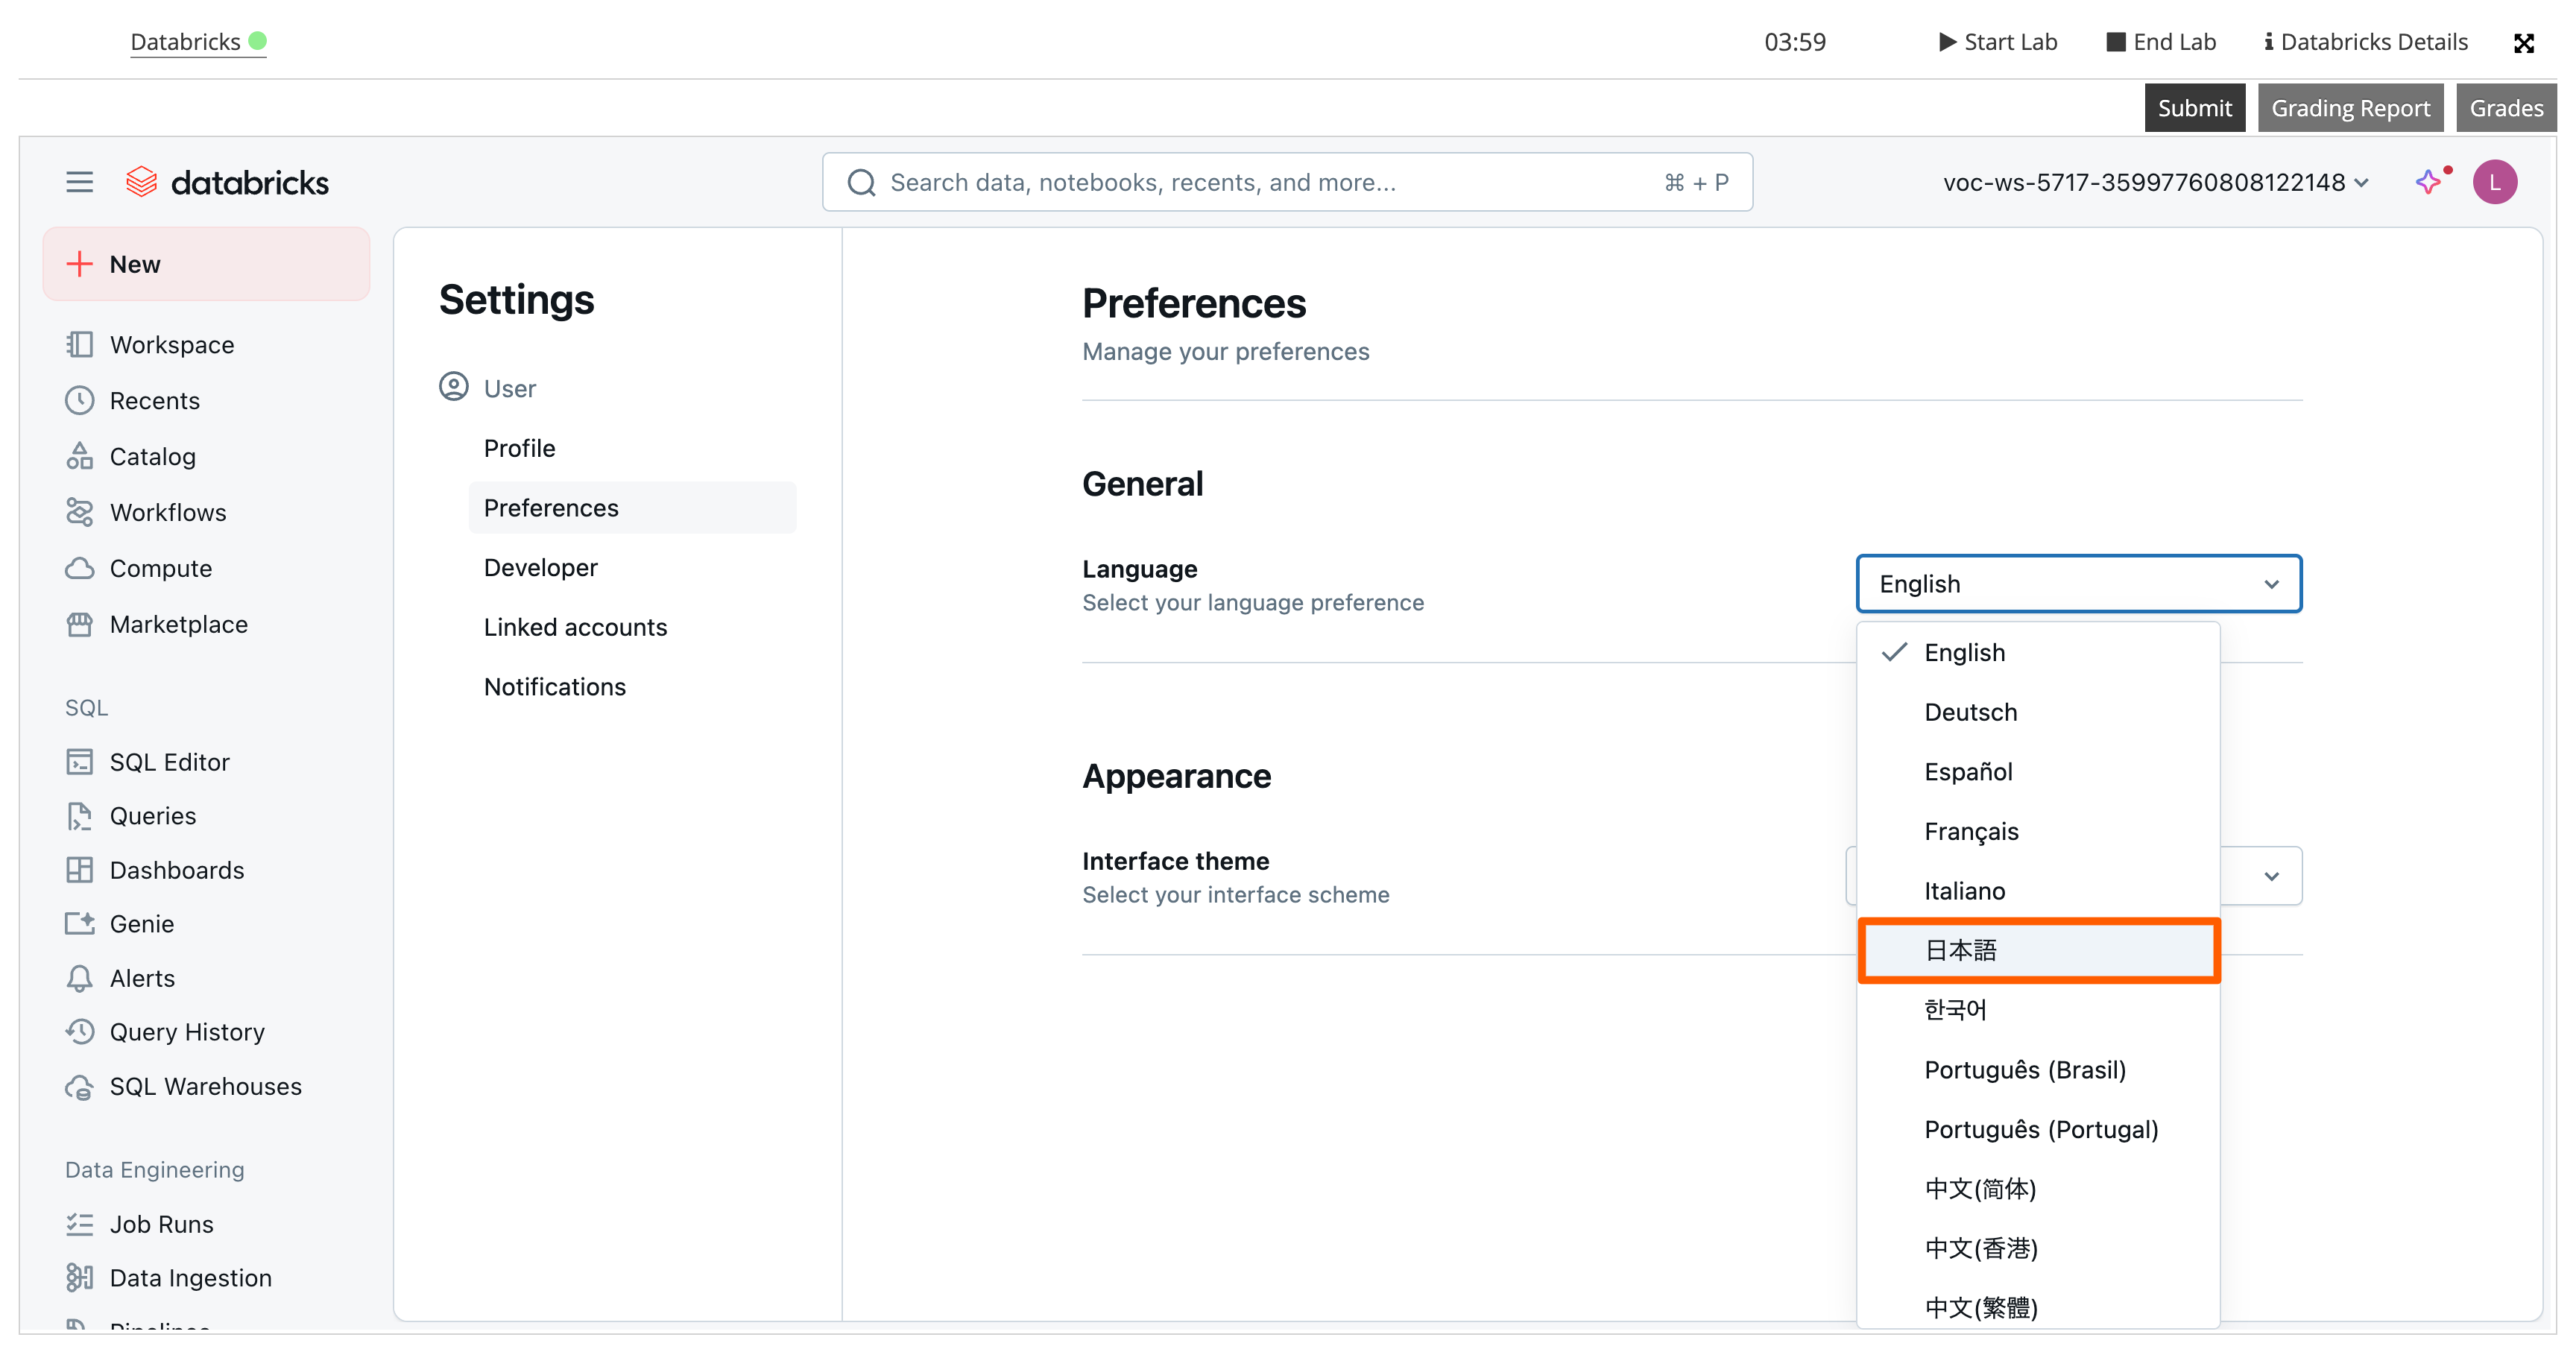 Databricks
03:59
Start Lab
End Lab
Databricks Details
Submit
Grading Report
Grades
databricks
Search data, notebooks, recents, and more...
⌘ + P
voc-ws-5717-35997760808122148
L
New
Workspace
Recents
Catalog
Workflows
Compute
Marketplace
SQL
SQL Editor
Queries
Dashboards
Genie
Alerts
Query History
SQL Warehouses
Data Engineering
Job Runs
Data Ingestion
Pipelines
Settings
User
Profile
Preferences
Developer
Linked accounts
Notifications
Preferences
Manage your preferences
General
Language
Select your language preference
English
English
Deutsch
Español
Français
Italiano
日本語
한국어
Português (Brasil)
Português (Portugal)
中文(简体)
中文(香港)
中文(繁體)
Appearance
Interface theme
Select your interface scheme